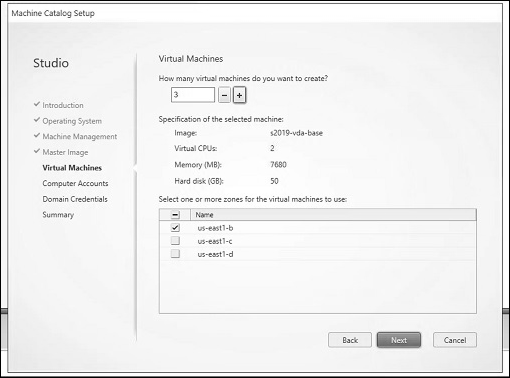 Machine Catalog Setup
Studio
Introduction
Operating System
Machine Management
Master Image
Virtual Machines
Computer Accounts
Domain Credentials
Summary
Virtual Machines
How many virtual machines do you want to create?
3 − +
Specification of the selected machine:
Image: s2019-vda-base
Virtual CPUs: 2
Memory (MB): 7680
Hard disk (GB): 50
Select one or more zones for the virtual machines to use:
Name
us-east1-b
us-east1-c
us-east1-d
Back Next Cancel